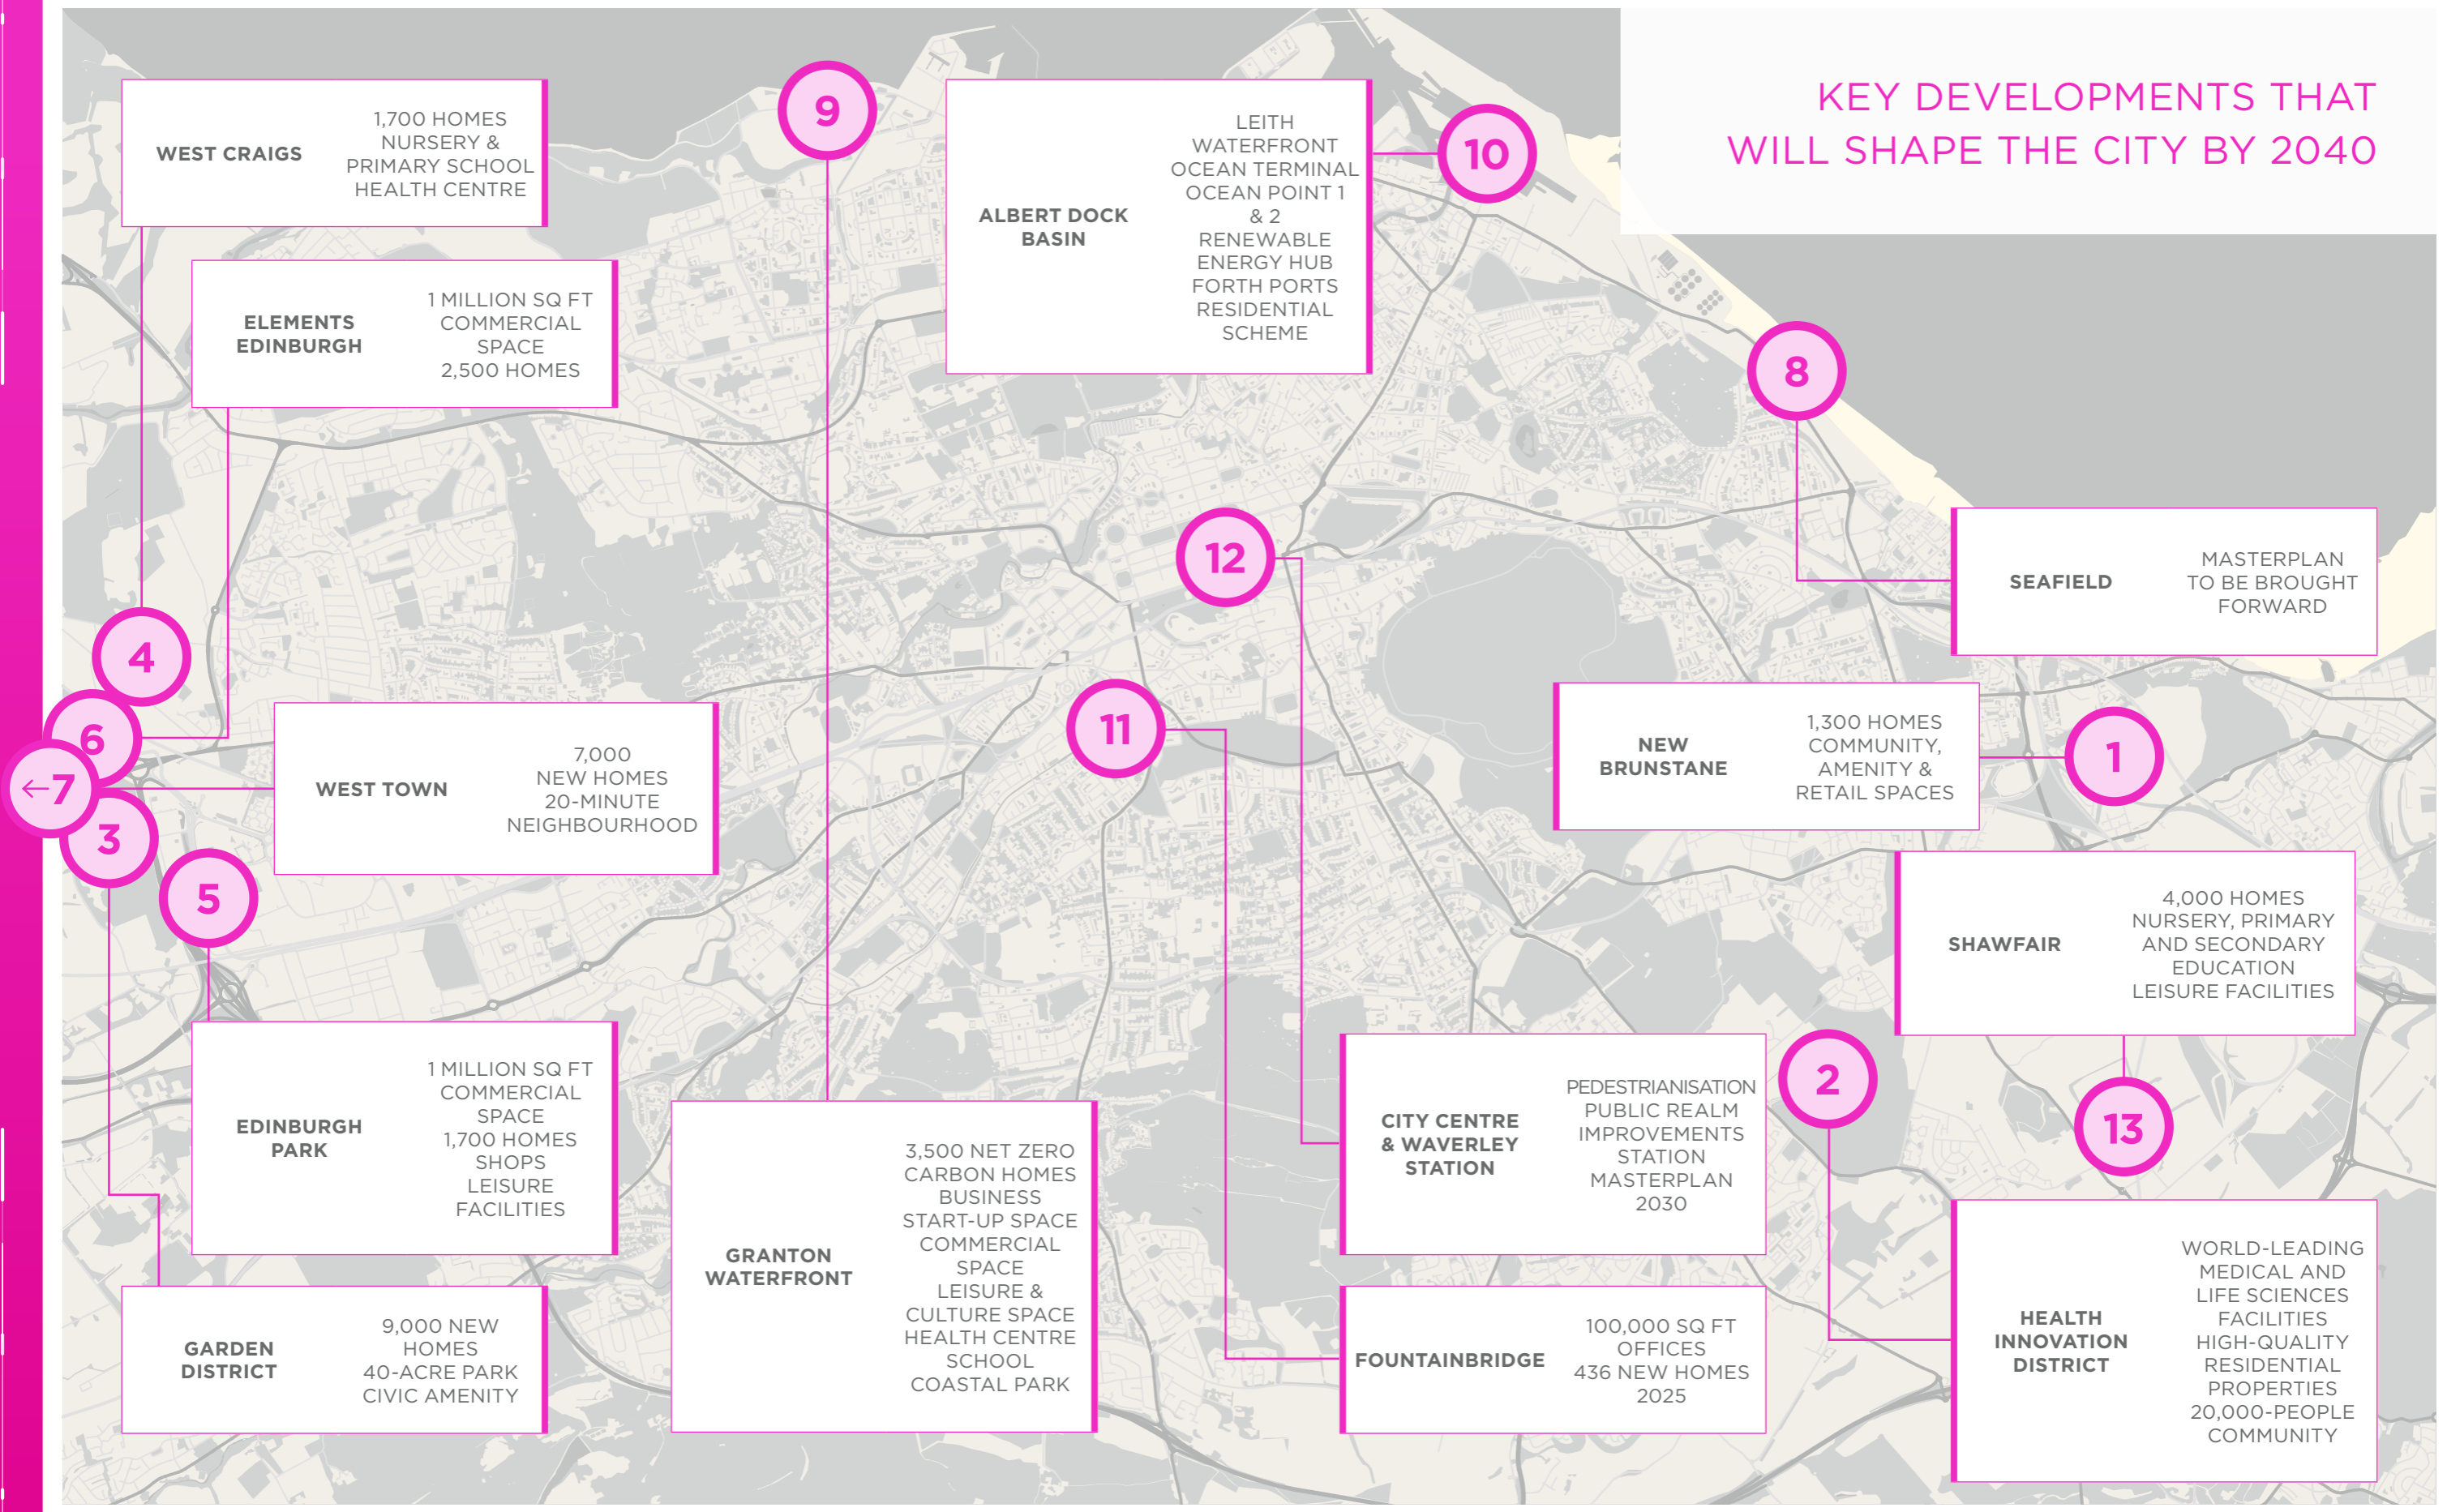 KEY DEVELOPMENTS THAT
WILL SHAPE THE CITY BY 2040
WEST CRAIGS
1,700 HOMES
NURSERY &
PRIMARY SCHOOL
HEALTH CENTRE
ELEMENTS
EDINBURGH
1 MILLION SQ FT
COMMERCIAL
SPACE
2,500 HOMES
9
ALBERT DOCK
BASIN
LEITH
WATERFRONT
OCEAN TERMINAL
OCEAN POINT 1
& 2
RENEWABLE
ENERGY HUB
FORTH PORTS
RESIDENTIAL
SCHEME
10
8
12
SEAFIELD
MASTERPLAN
TO BE BROUGHT
FORWARD
4
6
←7
3
5
WEST TOWN
7,000
NEW HOMES
20-MINUTE
NEIGHBOURHOOD
11
NEW
BRUNSTANE
1,300 HOMES
COMMUNITY,
AMENITY &
RETAIL SPACES
1
SHAWFAIR
4,000 HOMES
NURSERY, PRIMARY
AND SECONDARY
EDUCATION
LEISURE FACILITIES
EDINBURGH
PARK
1 MILLION SQ FT
COMMERCIAL
SPACE
1,700 HOMES
SHOPS
LEISURE
FACILITIES
GRANTON
WATERFRONT
3,500 NET ZERO
CARBON HOMES
BUSINESS
START-UP SPACE
COMMERCIAL
SPACE
LEISURE &
CULTURE SPACE
HEALTH CENTRE
SCHOOL
COASTAL PARK
CITY CENTRE
& WAVERLEY
STATION
PEDESTRIANISATION
PUBLIC REALM
IMPROVEMENTS
STATION
MASTERPLAN
2030
2
13
GARDEN
DISTRICT
9,000 NEW
HOMES
40-ACRE PARK
CIVIC AMENITY
FOUNTAINBRIDGE
100,000 SQ FT
OFFICES
436 NEW HOMES
2025
HEALTH
INNOVATION
DISTRICT
WORLD-LEADING
MEDICAL AND
LIFE SCIENCES
FACILITIES
HIGH-QUALITY
RESIDENTIAL
PROPERTIES
20,000-PEOPLE
COMMUNITY